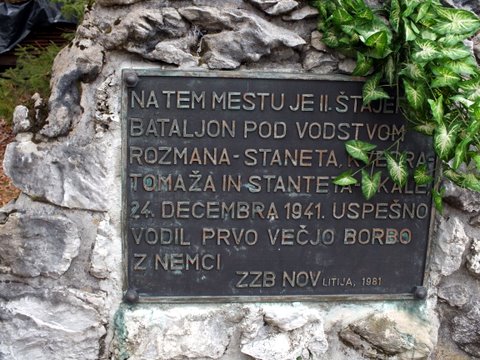 NA TEM MESTU JE II. ŠTAJER
BATALJON POD VODSTVOM
ROZMANA-STANETA,
TOMAŽA IN STANTETA-SKALE
24. DECEMBRA 1941. USPEŠNO
VODIL PRVO VEČJO BORBO
Z NEMCI
ZZB NOV LITIJA, 1981